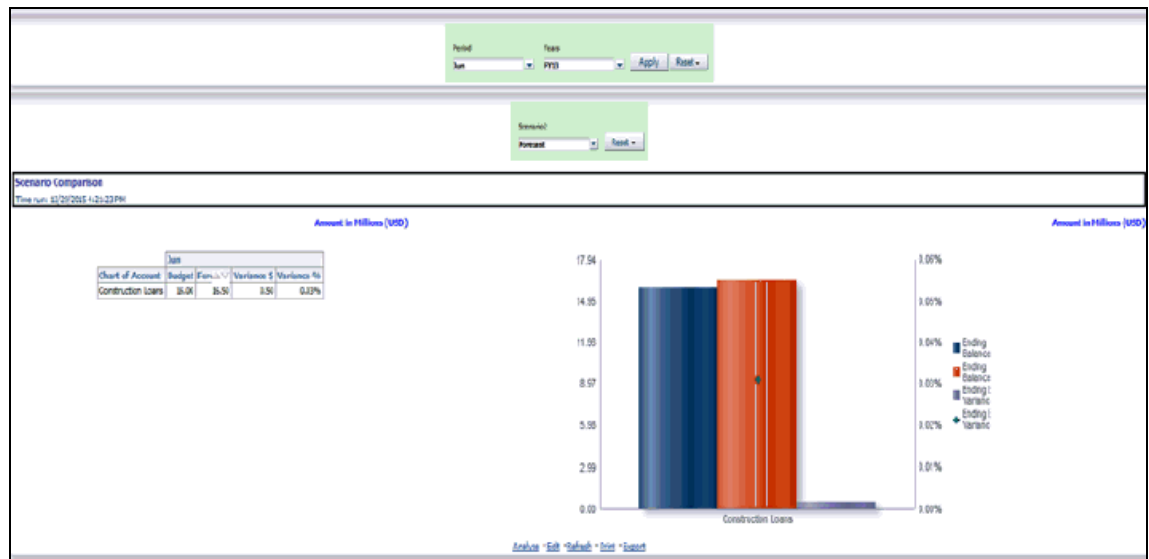 Period Years
Jun FY13 Apply Reset
Scenario2
Forecast Reset
Scenario Comparison
Time run: 4:21:23 PM
Amount in Millions (USD) Amount in Millions (USD)
Jun
Chart of Account Budget Variance $ Variance %
Construction Loans 16.00 16.50 0.50 0.03%
17.94 0.06%
14.95 0.05%
11.96 0.04%
8.97 0.03%
5.98 0.02%
2.99 0.01%
0.00 0.00%
Construction Loans
Ending
Balance
Ending
Balance
Ending
Ending
Analyze - Edit - Refresh - Print - Export